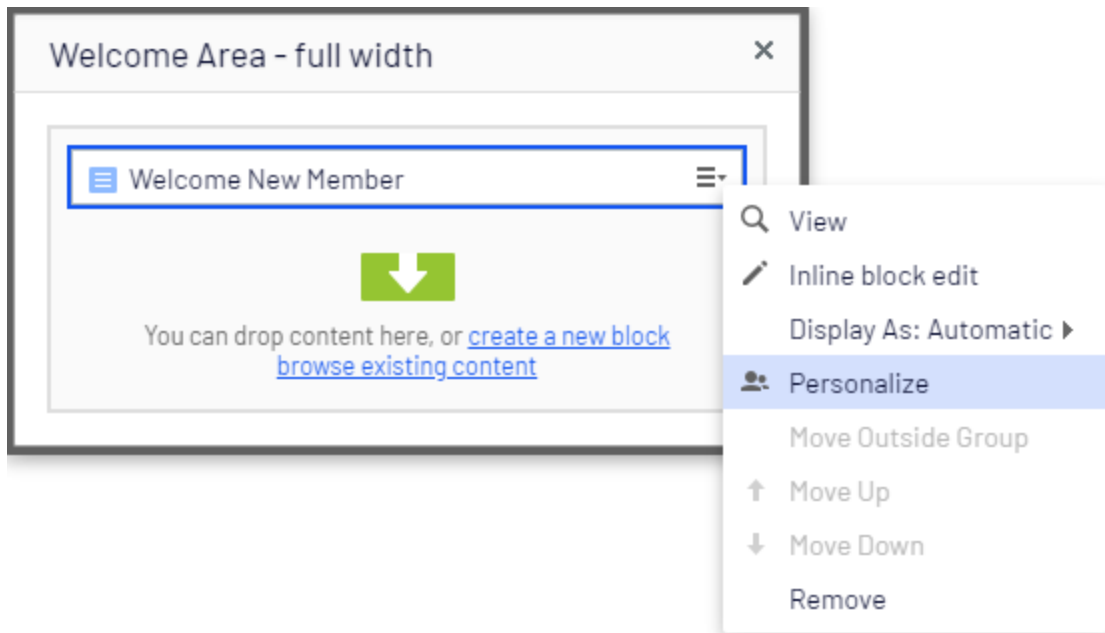 Welcome Area - full width
Welcome New Member
You can drop content here, or create a new block
browse existing content
View
Inline block edit
Display As: Automatic
Personalize
Move Outside Group
Move Up
Move Down
Remove